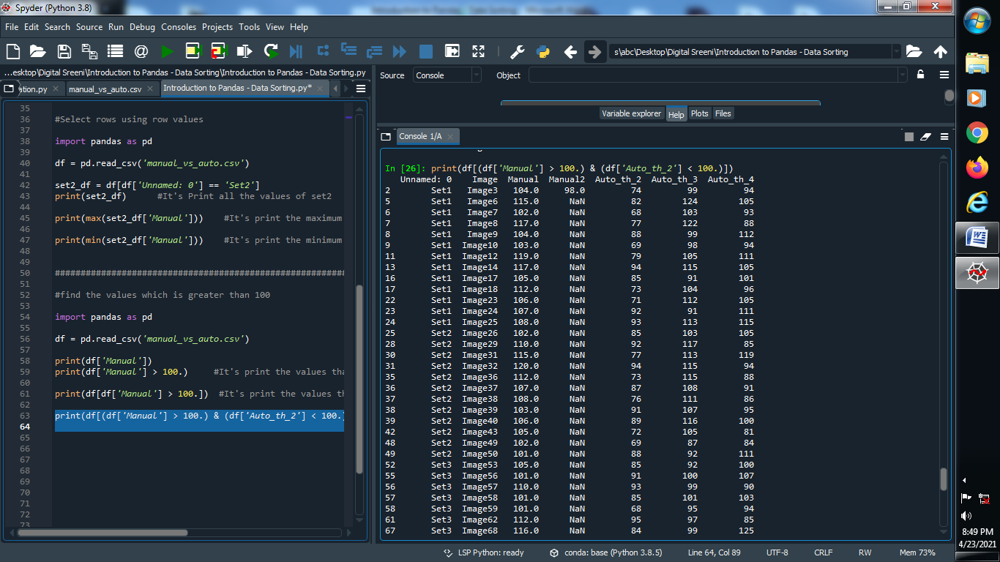 Spyder (Python 3.8)
File Edit Search Source Run Debug Consoles Projects Tools View Help
s\abc\Desktop\Digital Sreeni\Introduction to Pandas - Data Sorting
...esktop\Digital Sreeni\Introduction to Pandas - Data Sorting\Introduction to Pandas - Data Sorting.py
ation.py manual_vs_auto.csv Introduction to Pandas - Data Sorting.py*
35
36 #Select rows using row values
37
38 import pandas as pd
39
40 df = pd.read_csv('manual_vs_auto.csv')
41
42 set2_df = df[df['Unnamed: 0'] == 'Set2']
43 print(set2_df) #It's Print all the values of set2
44
45 print(max(set2_df['Manual'])) #It's print the maximum
46
47 print(min(set2_df['Manual'])) #It's print the minimum
48
49
50 ########################################################
51
52 #find the values which is greater than 100
53
54 import pandas as pd
55
56 df = pd.read_csv('manual_vs_auto.csv')
57
58 print(df['Manual'])
59 print(df['Manual'] > 100.) #It's print the values tha
60
61 print(df[df['Manual'] > 100.]) #It's print the values th
62
63 print(df[(df['Manual'] > 100.) & (df['Auto_th_2'] < 100.
64
65
66
67
68
69
70
71
72
73
Source Console Object
Variable explorer Help Plots Files
Console 1/A
In [26]: print(df[(df['Manual'] > 100.) & (df['Auto_th_2'] < 100.)])
Unnamed: 0 Image Manual Manual2 Auto_th_2 Auto_th_3 Auto_th_4
2 Set1 Image3 104.0 98.0 74 99 94
5 Set1 Image6 115.0 NaN 82 124 105
6 Set1 Image7 102.0 NaN 68 103 93
7 Set1 Image8 117.0 NaN 77 122 88
8 Set1 Image9 104.0 NaN 88 99 112
9 Set1 Image10 103.0 NaN 69 98 94
11 Set1 Image12 119.0 NaN 79 105 111
13 Set1 Image14 117.0 NaN 94 115 105
16 Set1 Image17 105.0 NaN 85 91 101
17 Set1 Image18 112.0 NaN 73 104 96
22 Set1 Image23 106.0 NaN 71 112 105
23 Set1 Image24 107.0 NaN 92 91 111
24 Set1 Image25 108.0 NaN 93 113 115
25 Set2 Image26 102.0 NaN 85 103 105
28 Set2 Image29 110.0 NaN 92 117 85
30 Set2 Image31 115.0 NaN 77 113 119
31 Set2 Image32 120.0 NaN 94 115 94
35 Set2 Image36 112.0 NaN 73 115 88
36 Set2 Image37 107.0 NaN 87 108 91
37 Set2 Image38 108.0 NaN 76 111 86
38 Set2 Image39 103.0 NaN 91 107 95
39 Set2 Image40 106.0 NaN 89 116 100
42 Set2 Image43 105.0 NaN 72 105 81
48 Set2 Image49 102.0 NaN 69 87 84
49 Set2 Image50 101.0 NaN 88 92 111
52 Set3 Image53 105.0 NaN 85 92 100
55 Set3 Image56 101.0 NaN 91 100 107
56 Set3 Image57 110.0 NaN 93 99 90
57 Set3 Image58 101.0 NaN 85 101 103
58 Set3 Image59 101.0 NaN 68 95 94
61 Set3 Image62 112.0 NaN 95 97 85
67 Set3 Image68 116.0 NaN 84 99 125
LSP Python: ready conda: base (Python 3.8.5) Line 64, Col 89 UTF-8 CRLF RW Mem 73%
8:49 PM
4/23/2021